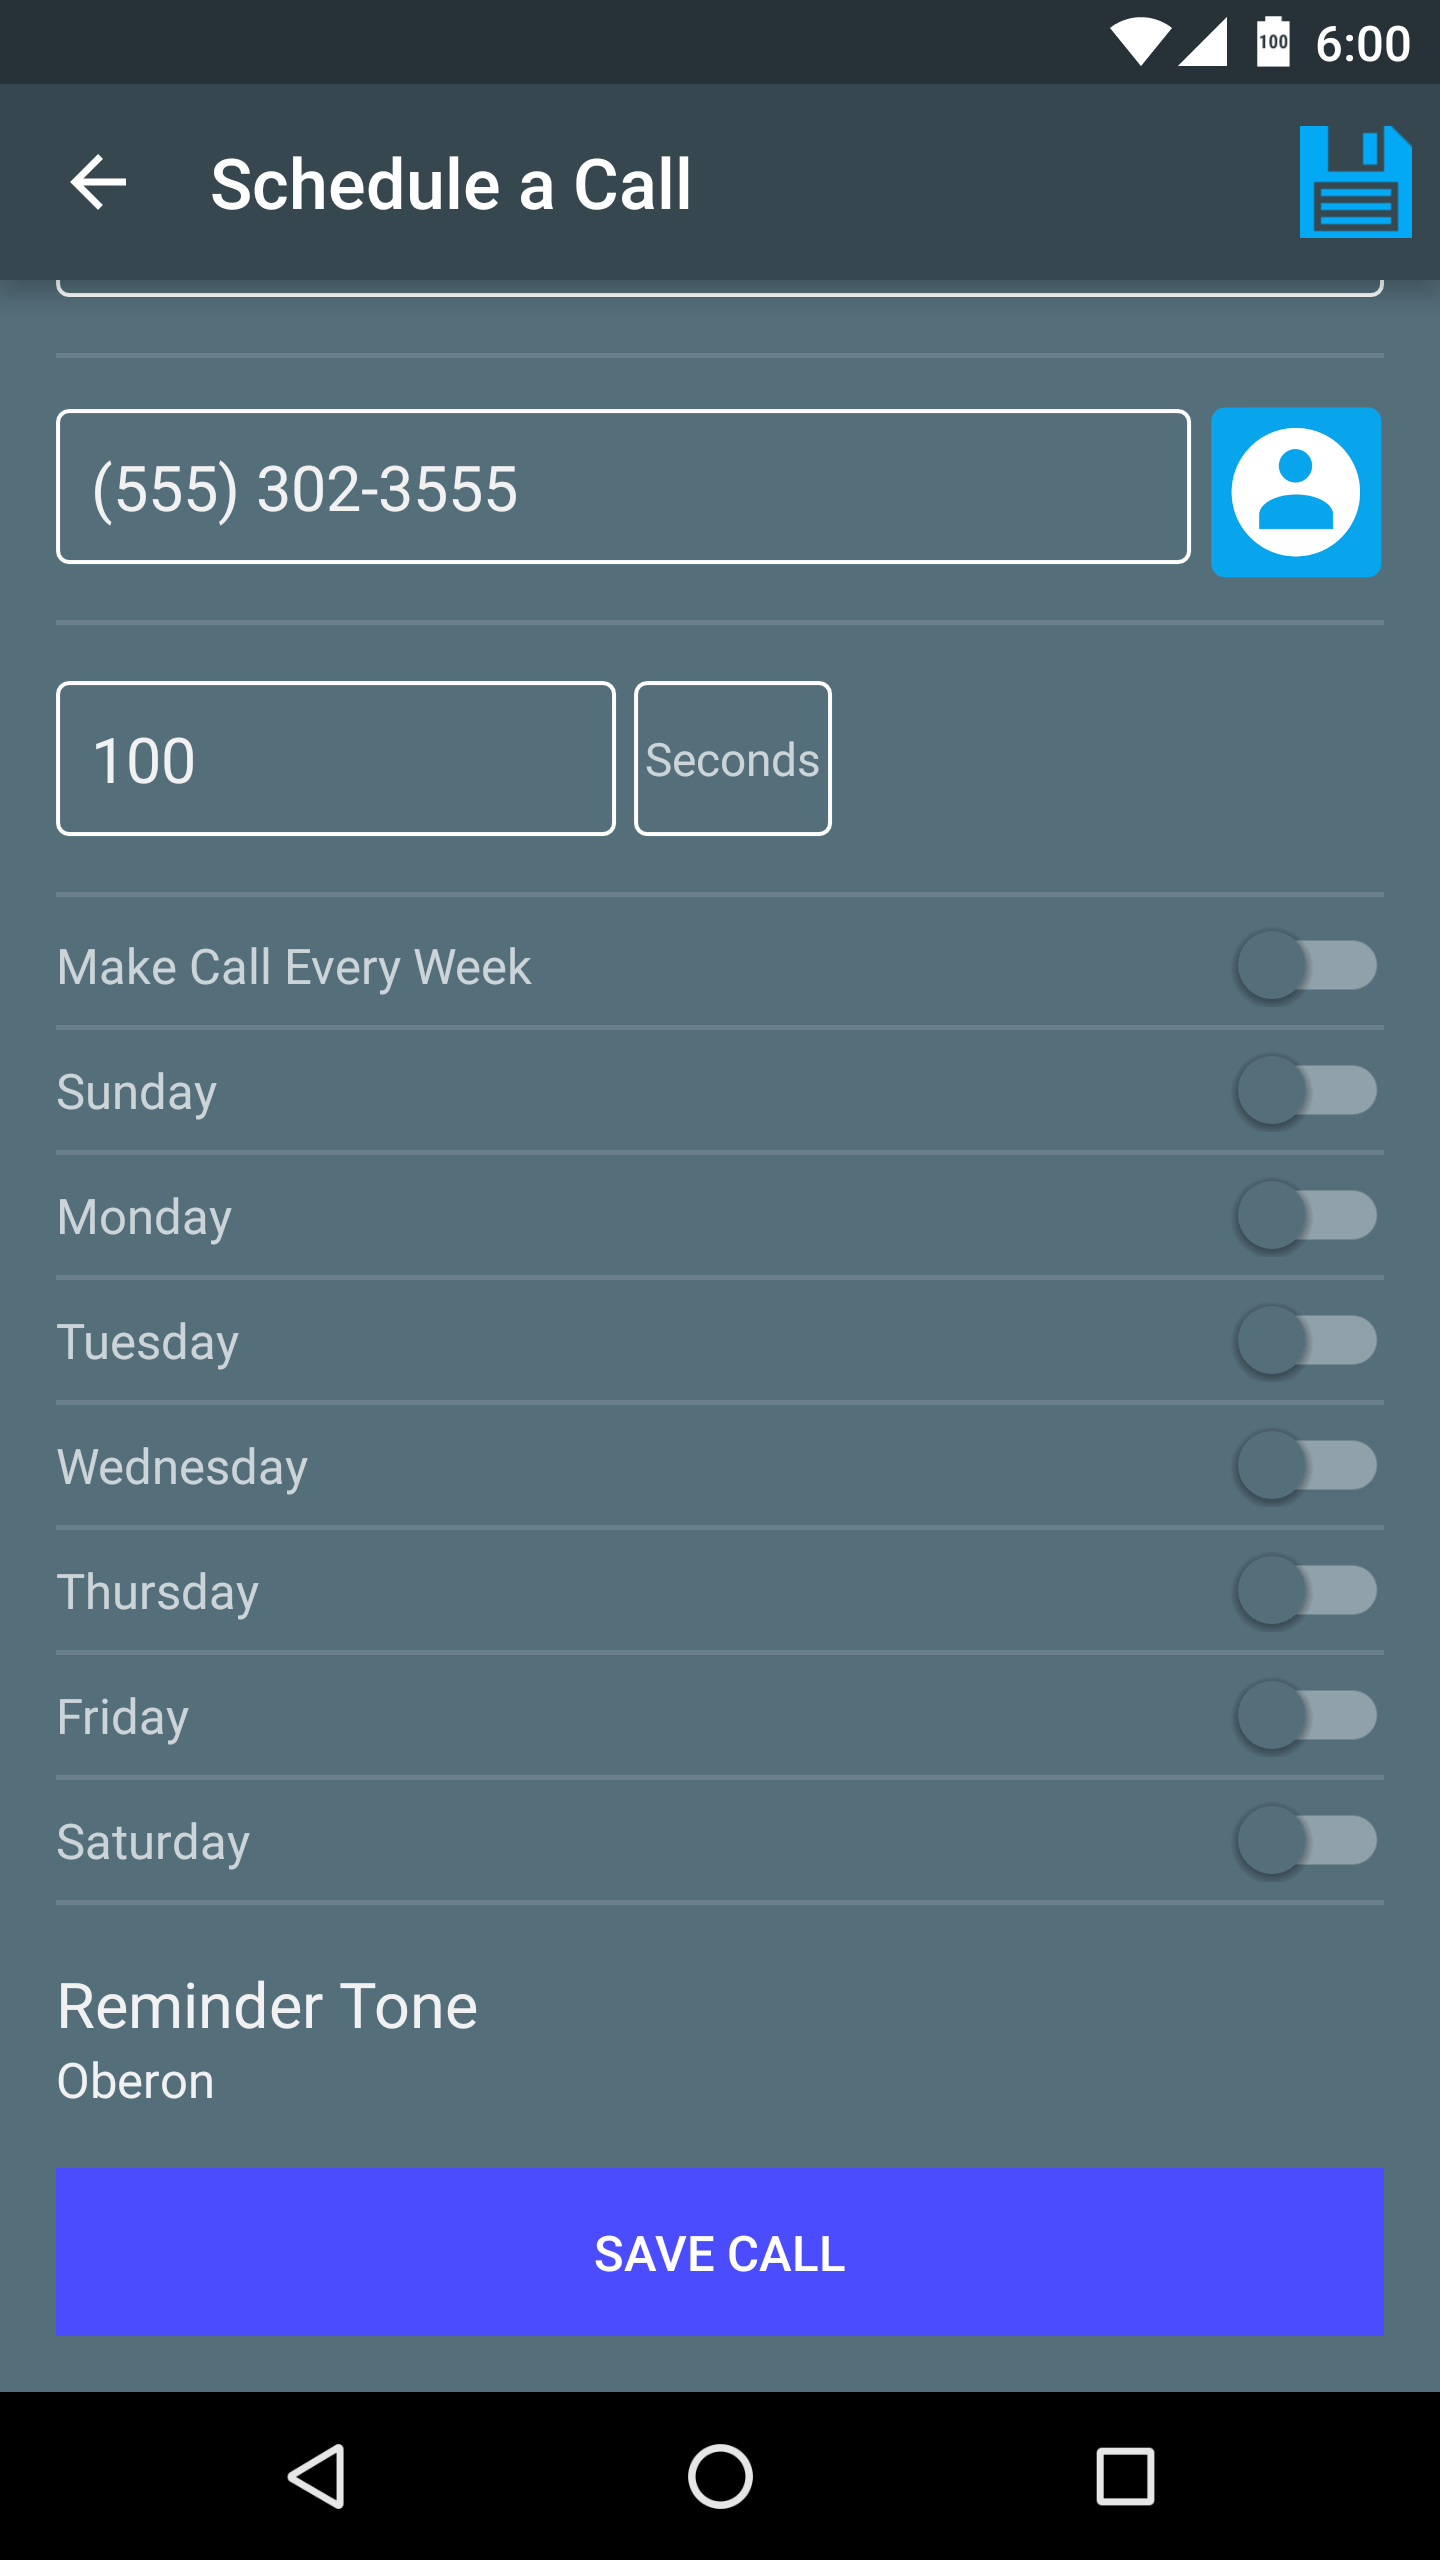 100
6:00
Schedule a Call
(555) 302-3555
100
Seconds
Make Call Every Week
Sunday
Monday
Tuesday
Wednesday
Thursday
Friday
Saturday
Reminder Tone
Oberon
SAVE CALL